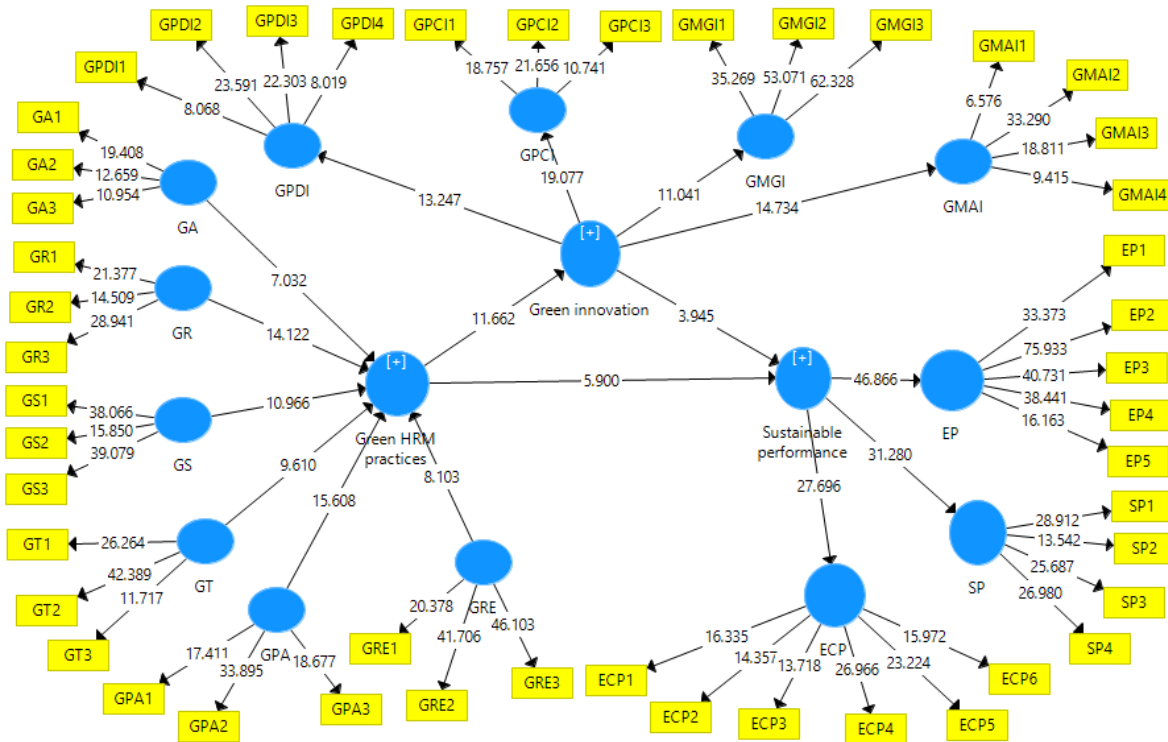 GPDI2
GPDI3
GPDI4
GPCI1
GPCI2
GPCI3
GMGI1
GMGI2
GMGI3
GMAI1
GPDI1
23.591
22.303
8.019
18.757
21.656
10.741
35.269
53.071
62.328
6.576
GMAI2
8.068
33.290
GA1
GPCI
GMAI3
19.408
18.811
GA2
12.659
GPDI
GMGI
9.415
GA3
10.954
GMAI
GMAI4
GA
13.247
19.077
11.041
14.734
[+]
GR1
21.377
7.032
EP1
GR2
14.509
Green innovation
28.941
GR
14.122
11.662
3.945
33.373
EP2
GR3
[+]
[+]
75.933
EP3
5.900
46.866
40.731
GS1
38.066
10.966
38.441
EP4
GS2
15.850
Green HRM
practices
Sustainable
performance
EP
16.163
39.079
GS
EP5
GS3
9.610
8.103
31.280
15.608
27.696
SP1
28.912
GT1
26.264
13.542
SP2
42.389
GT
25.687
11.717
SP
26.980
SP3
GT2
GRE
GT3
20.378
46.103
SP4
17.411
GPA
18.677
GRE1
41.706
ECP
33.895
16.335
15.972
14.357
13.718
26.966
23.224
GPA1
GRE3
ECP1
ECP6
GPA2
GPA3
GRE2
ECP2
ECP3
ECP4
ECP5